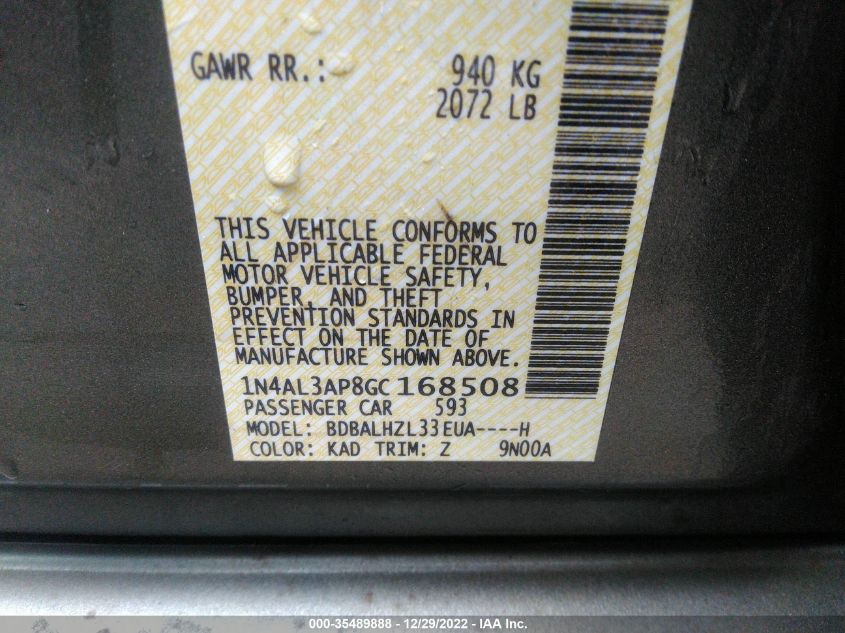 GAWR RR.: 940 KG
2072 LB
THIS VEHICLE CONFORMS TO
ALL APPLICABLE FEDERAL
MOTOR VEHICLE SAFETY,
BUMPER, AND THEFT
PREVENTION STANDARDS IN
EFFECT ON THE DATE OF
MANUFACTURE SHOWN ABOVE.
1N4AL3AP8GC168508
PASSENGER CAR 593
MODEL: BDBALHZL33EUA----H
COLOR: KAD TRIM: Z 9N00A
000-35489888 - 12/29/2022 - IAA Inc.